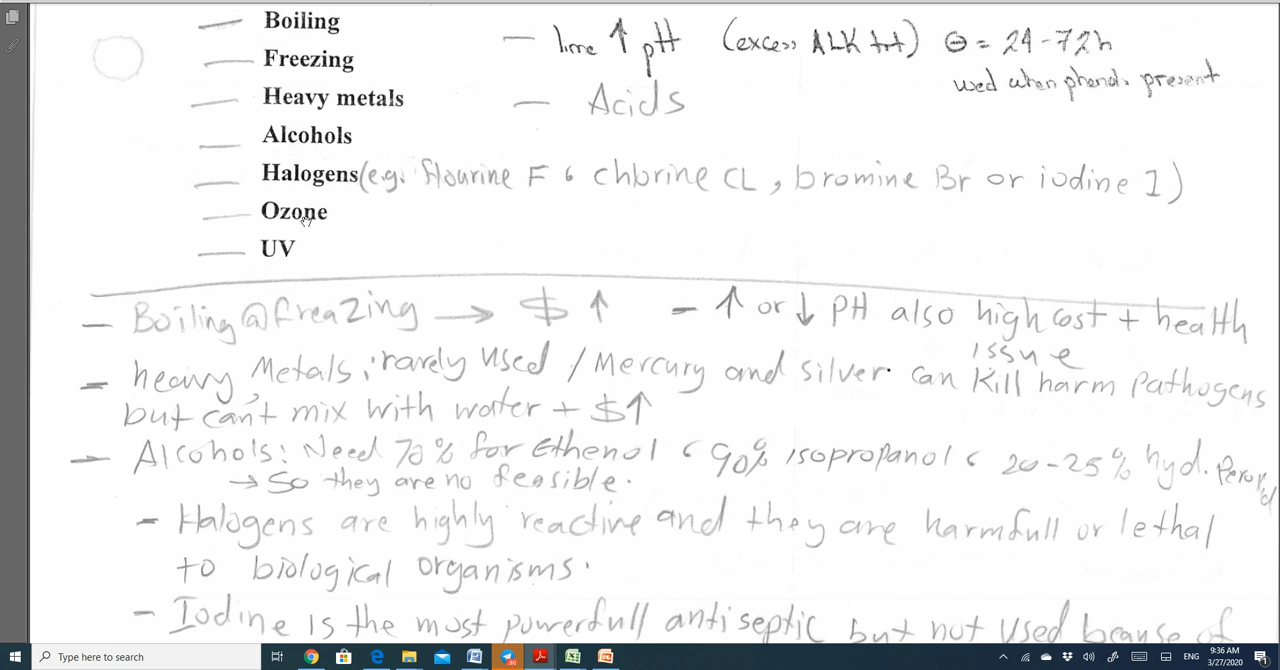 Boiling
Freezing
Heavy metals
Alcohols
Halogens (e.g. flourine F ، chlorine CL , bromine Br or iodine I)
Ozone
UV
— lime ↑ pH (excess ALK trt) Θ = 24-72h
used when phenols present
— Acids
— Boiling @ freazing → $ ↑ - ↑ or ↓ PH also high cost + health issue
— heavy Metals ; rarely used / Mercury and silver. can Kill harm pathogens
but can't mix with water + $↑
— Alcohols: Need 70% for Ethenol ، 90% isopropanol ، 20-25% hyd. Peroxid
→ So they are no feasible.
- Halogens are highly reactive and they are harmfull or lethal
to biological organisms.
- Iodine is the most powerfull antiseptic but not used beause of
Type here to search
80
ENG
9:36 AM
3/27/2020
1